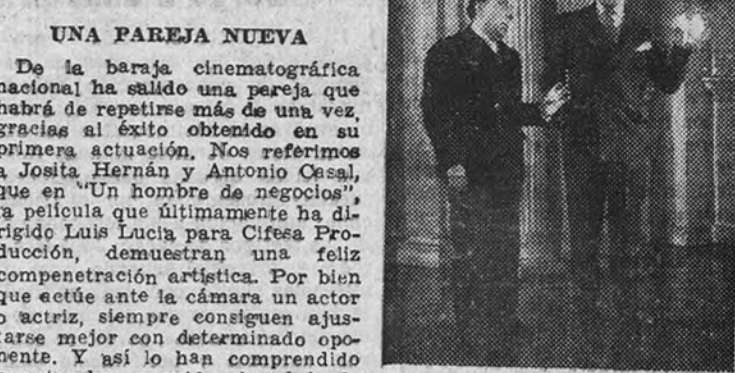 UNA PAREJA NUEVA
De la baraja cinematográfica
nacional ha salido una pareja que
habrá de repetirse más de una vez,
gracias al éxito obtenido en su
primera actuación. Nos referimos
a Josita Hernán y Antonio Casal,
que en "Un hombre de negocios",
la película que últimamente ha di-
rigido Luis Lucia para Cifesa Pro-
ducción, demuestran una feliz
compenetración artística. Por bien
que actúe ante la cámara un actor
o actriz, siempre consiguen ajus-
tarse mejor con determinado opo-
nente. Y así lo han comprendido